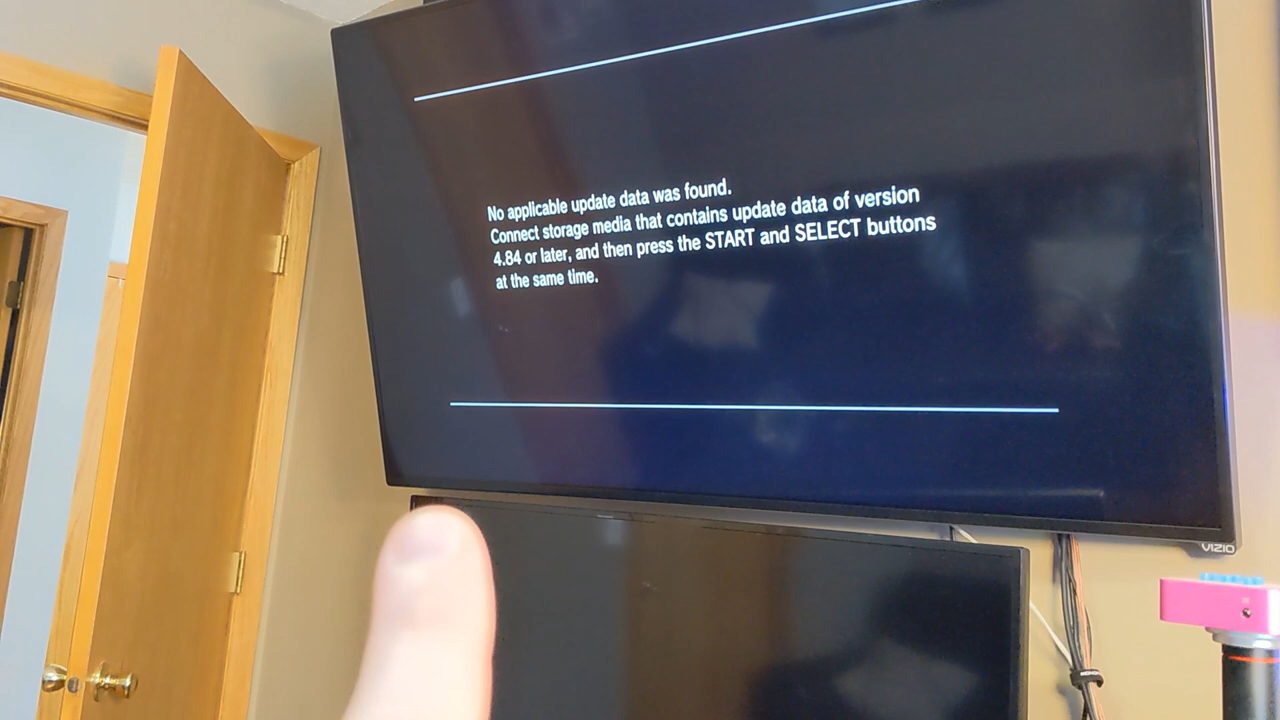 No applicable update data was found.
Connect storage media that contains update data of version
4.84 or later, and then press the START and SELECT buttons
at the same time.
VIZIO